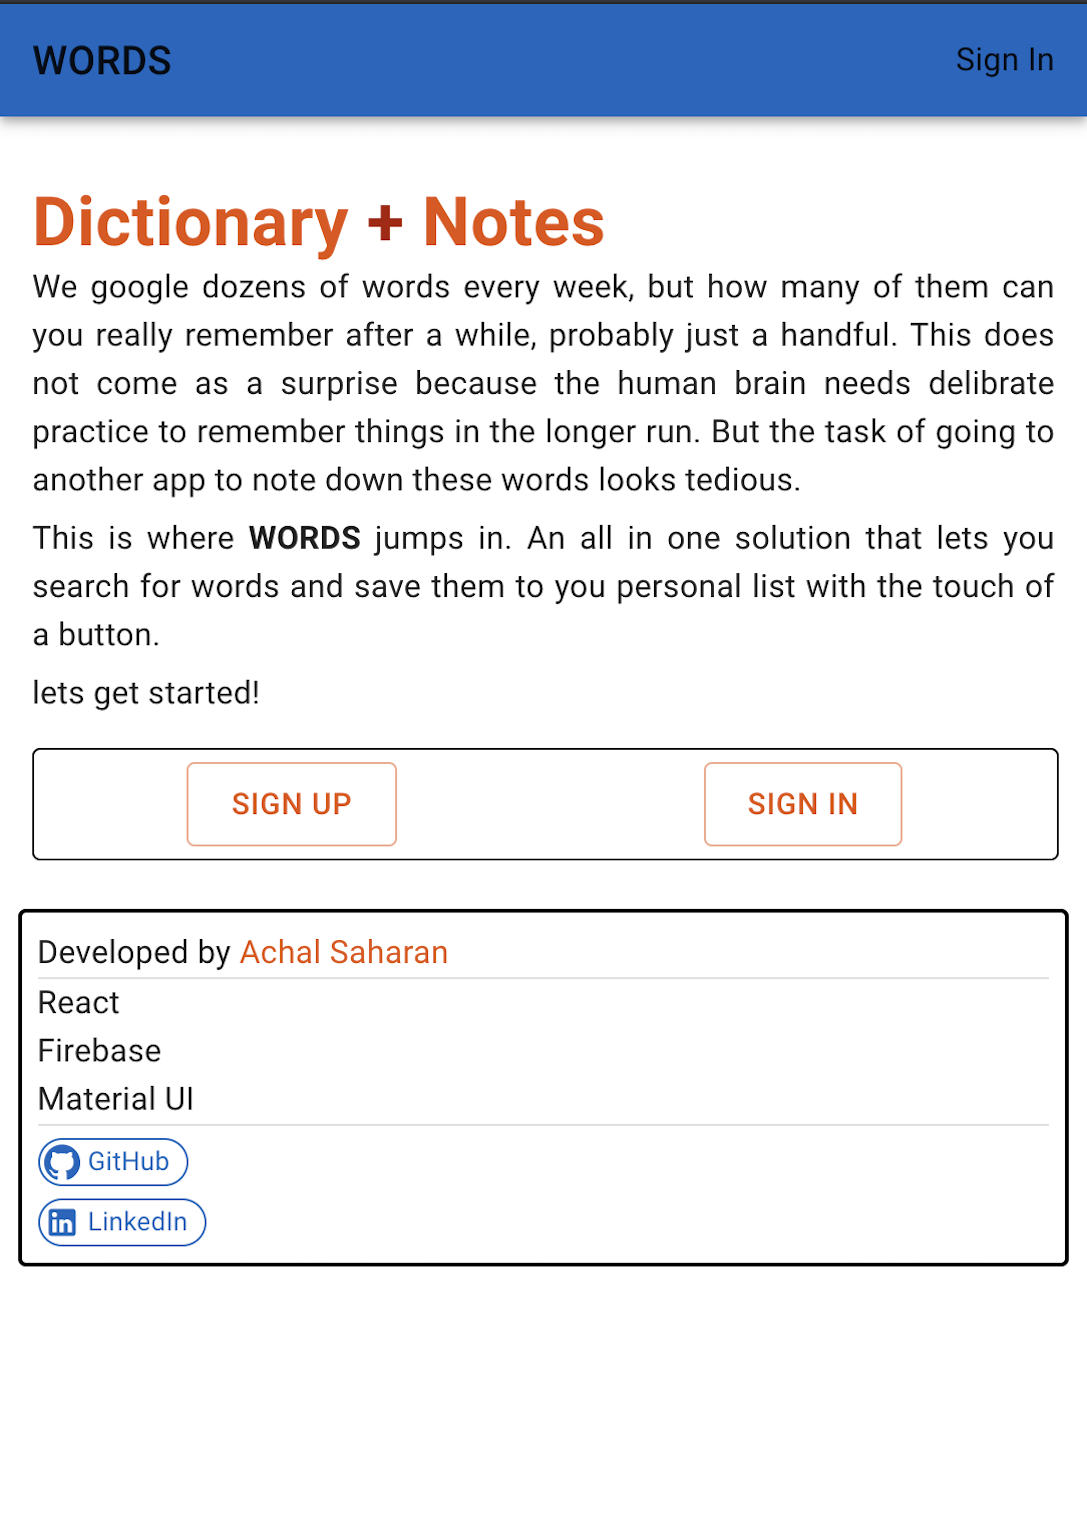 WORDS
Sign In
Dictionary + Notes
We google dozens of words every week, but how many of them can
you really remember after a while, probably just a handful. This does
not come as a surprise because the human brain needs delibrate
practice to remember things in the longer run. But the task of going to
another app to note down these words looks tedious.
This is where WORDS jumps in. An all in one solution that lets you
search for words and save them to you personal list with the touch of
a button.
lets get started!
SIGN UP
SIGN IN
Developed by Achal Saharan
React
Firebase
Material UI
GitHub
LinkedIn